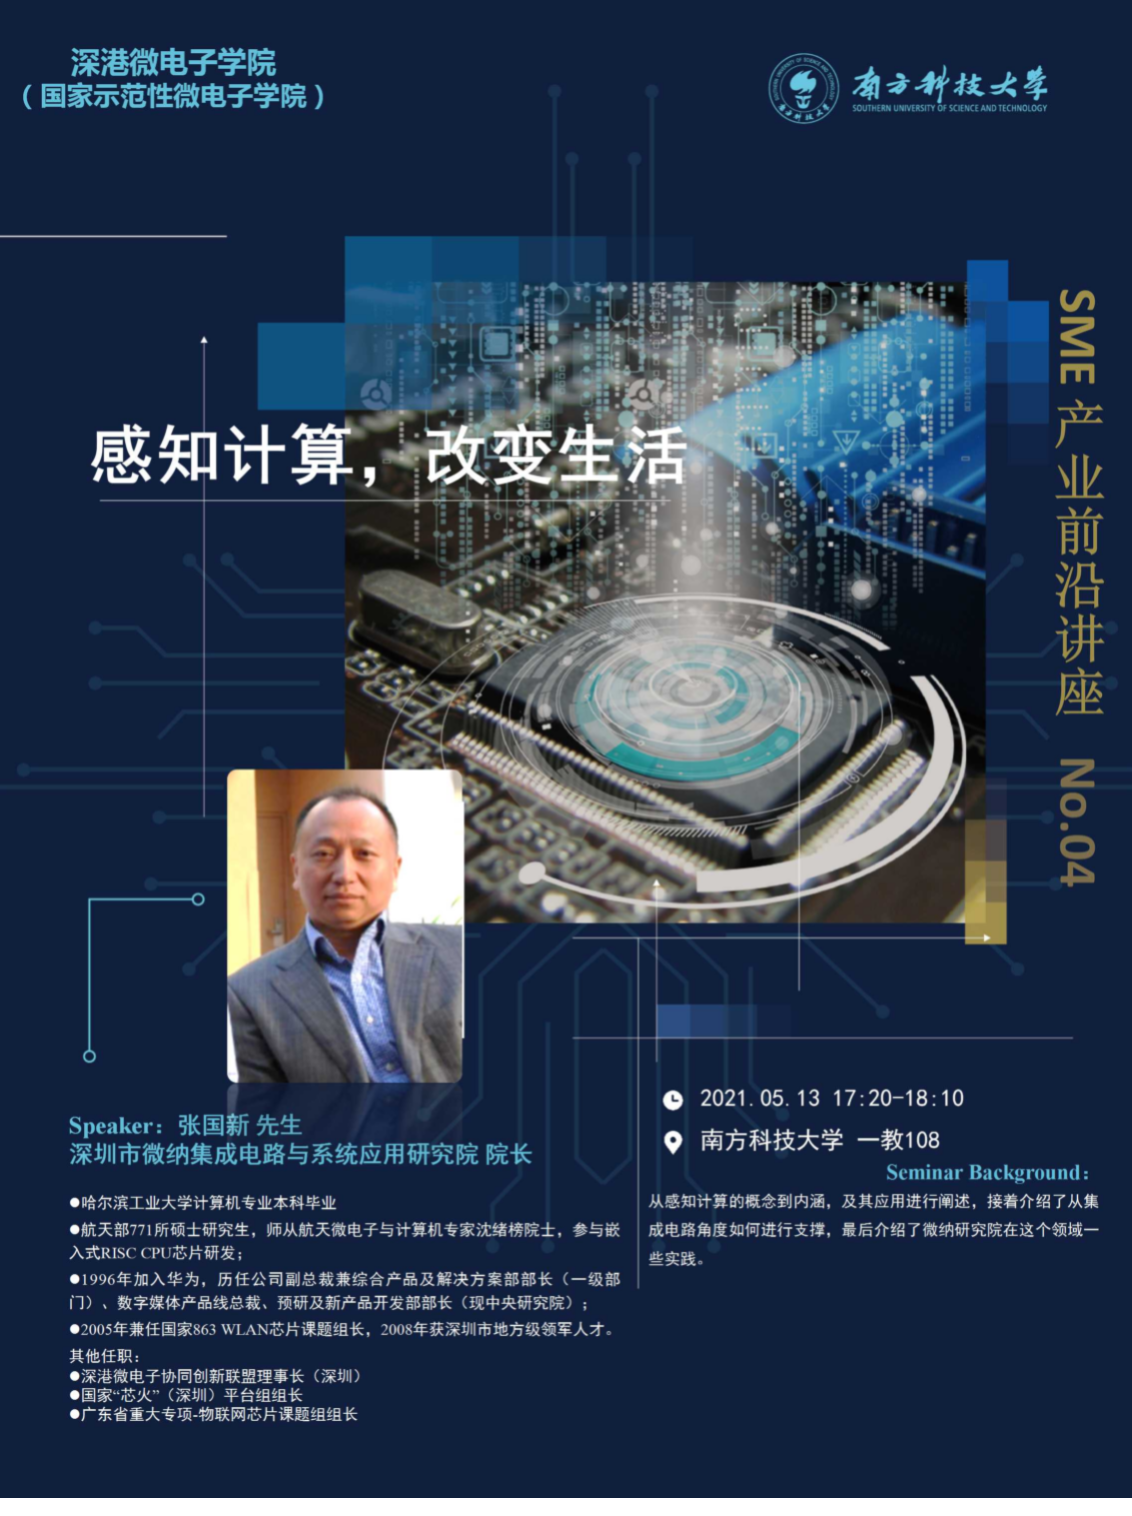 深港微电子学院
（国家示范性微电子学院）
南方科技大学
SOUTHERN UNIVERSITY OF SCIENCE AND TECHNOLOGY
SME 产业前沿讲座 No.04
感知计算，改变生活
Speaker：张国新 先生
深圳市微纳集成电路与系统应用研究院 院长
●哈尔滨工业大学计算机专业本科毕业
●航天部771所硕士研究生，师从航天微电子与计算机专家沈绪榜院士，参与嵌
入式RISC CPU芯片研发；
●1996年加入华为，历任公司副总裁兼综合产品及解决方案部部长（一级部
门）、数字媒体产品线总裁、预研及新产品开发部部长（现中央研究院）；
●2005年兼任国家863 WLAN芯片课题组长，2008年获深圳市地方级领军人才。
其他任职：
●深港微电子协同创新联盟理事长（深圳）
●国家“芯火”（深圳）平台组组长
●广东省重大专项-物联网芯片课题组组长
2021.05.13 17:20-18:10
南方科技大学 一教108
Seminar Background：
从感知计算的概念到内涵，及其应用进行阐述，接着介绍了从集
成电路角度如何进行支撑，最后介绍了微纳研究院在这个领域一
些实践。